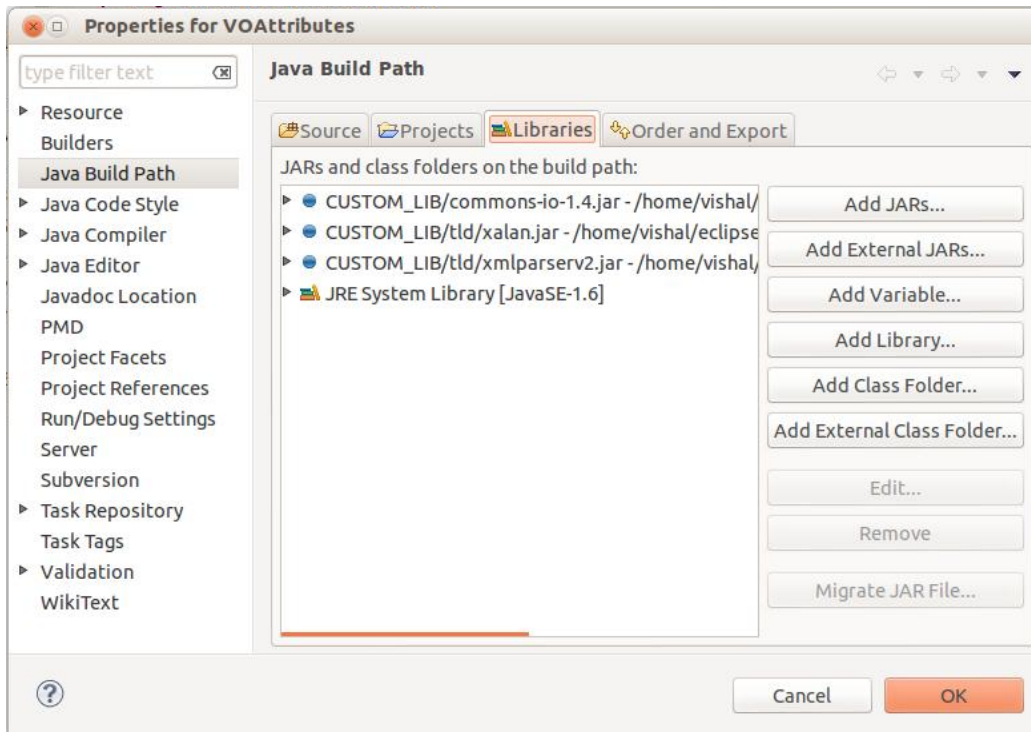 Properties for VOAttributes
type filter text
Resource
Builders
Java Build Path
Java Code Style
Java Compiler
Java Editor
Javadoc Location
PMD
Project Facets
Project References
Run/Debug Settings
Server
Subversion
Task Repository
Task Tags
Validation
WikiText
Java Build Path
Source Projects Libraries Order and Export
JARs and class folders on the build path:
CUSTOM_LIB/commons-io-1.4.jar - /home/vishal/
CUSTOM_LIB/tld/xalan.jar - /home/vishal/eclipse
CUSTOM_LIB/tld/xmlparserv2.jar - /home/vishal/
JRE System Library [JavaSE-1.6]
Add JARs...
Add External JARs...
Add Variable...
Add Library...
Add Class Folder...
Add External Class Folder...
Edit...
Remove
Migrate JAR File...
Cancel
OK